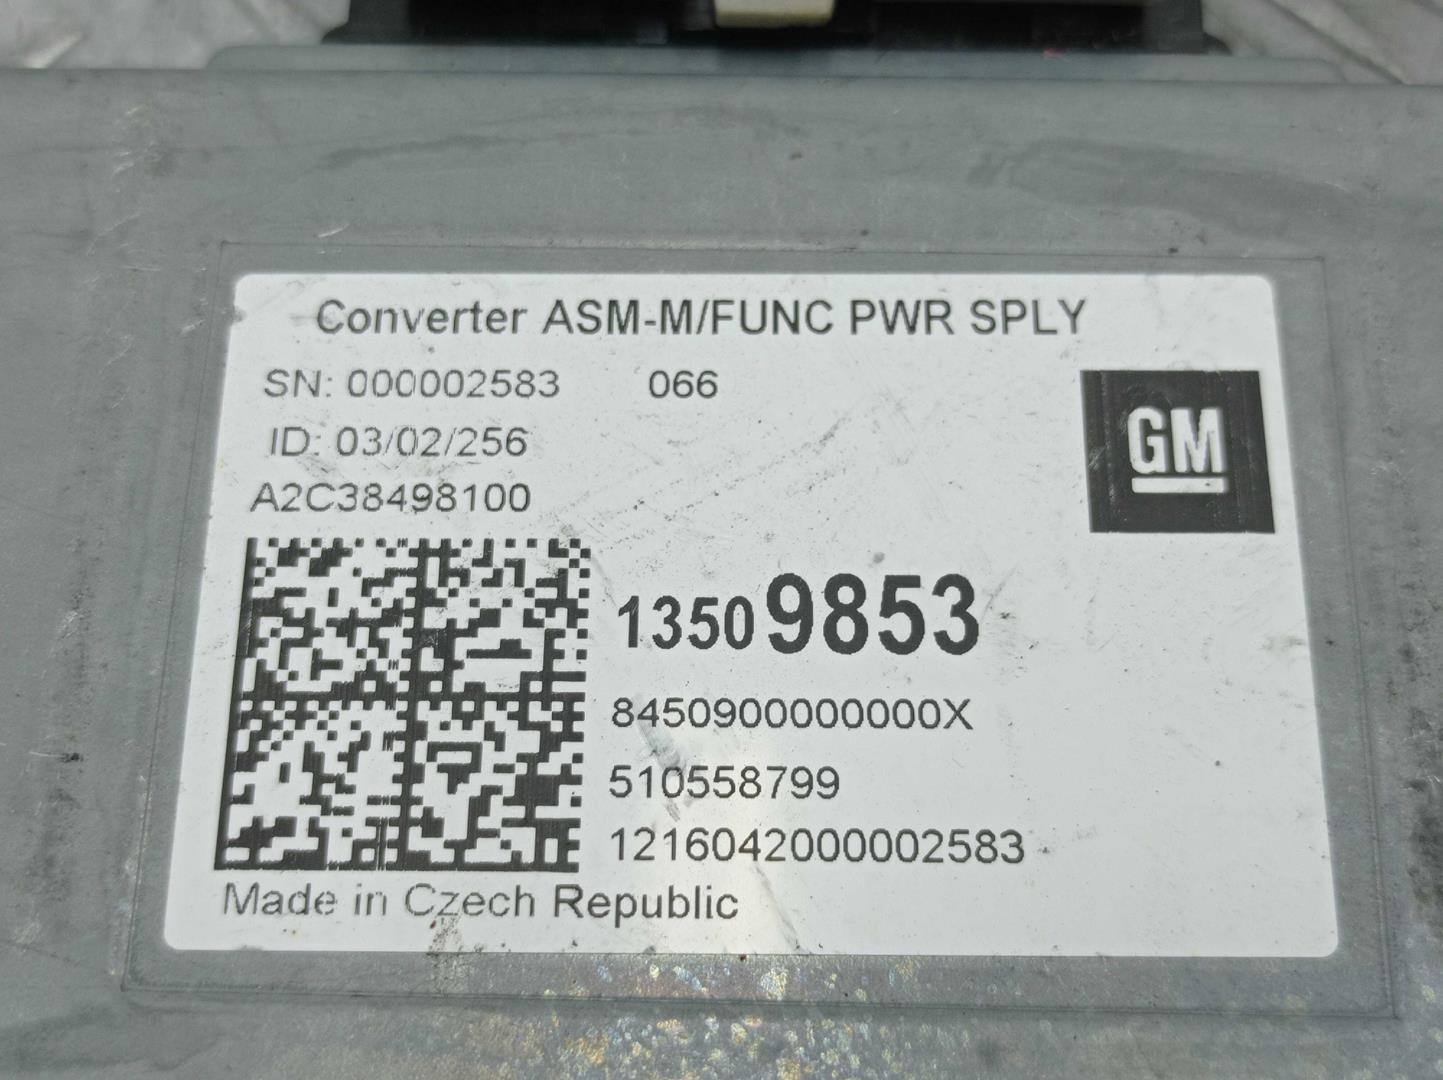 Converter ASM-M/FUNC PWR SPLY
SN: 000002583 066
ID: 03/02/256
A2C38498100
GM
13509853
8450900000000X
510558799
1216042000002583
Made in Czech Republic